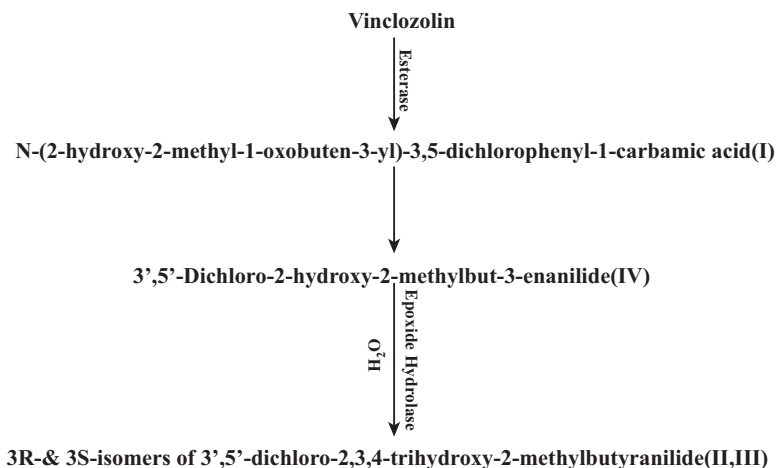 Vinclozolin
Esterase
N-(2-hydroxy-2-methyl-1-oxobuten-3-yl)-3,5-dichlorophenyl-1-carbamic acid(I)
3',5'-Dichloro-2-hydroxy-2-methylbut-3-enanilide(IV)
H₂O
Epoxide Hydrolase
3R-& 3S-isomers of 3',5'-dichloro-2,3,4-trihydroxy-2-methylbutyranilide(II,III)